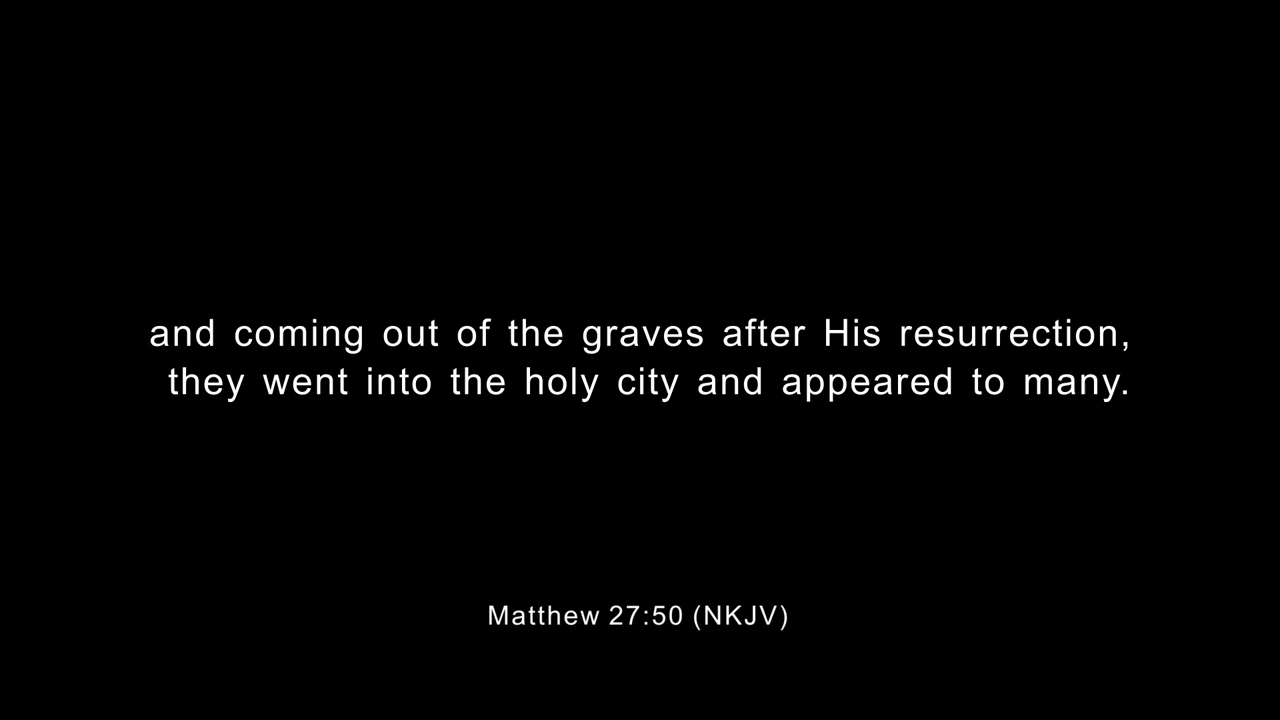 and coming out of the graves after His resurrection,
they went into the holy city and appeared to many.
Matthew 27:50 (NKJV)